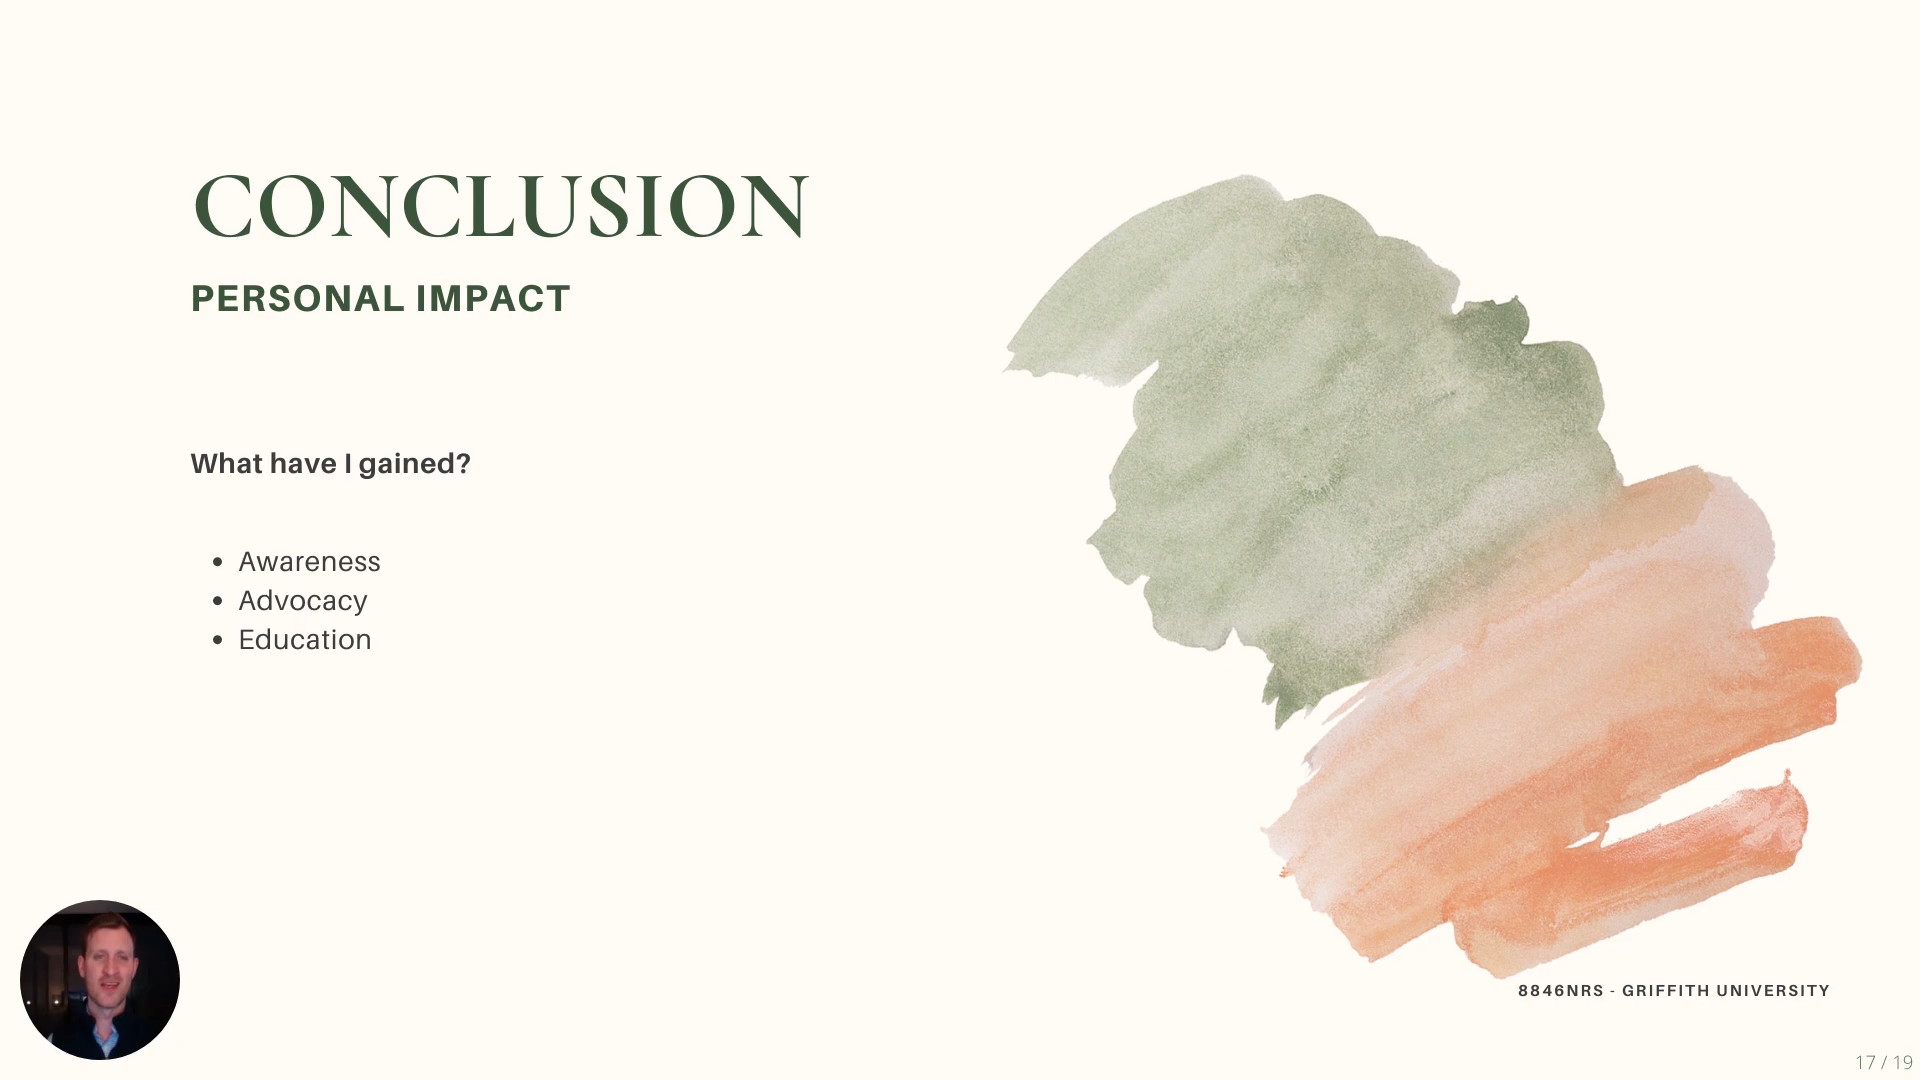 CONCLUSION
PERSONAL IMPACT
What have I gained?
• Awareness
• Advocacy
• Education
8846NRS - GRIFFITH UNIVERSITY
17 / 19